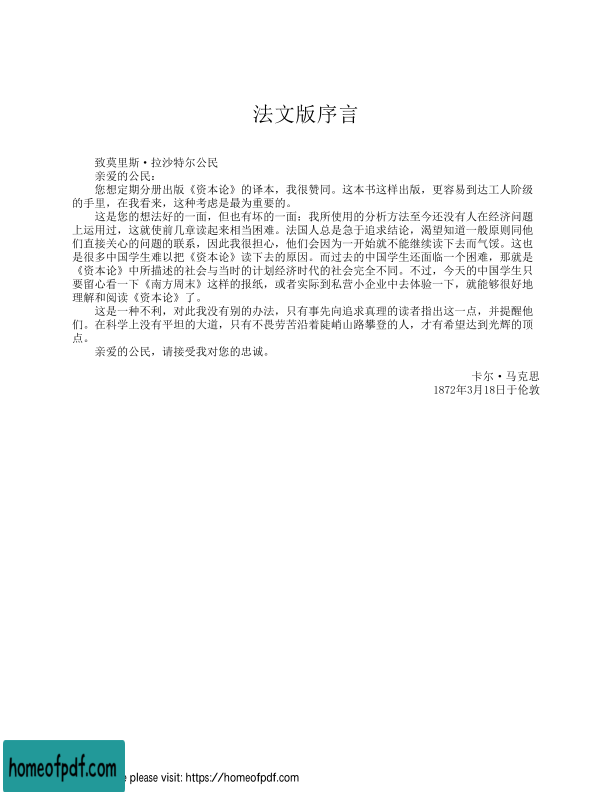 法文版序言
致莫里斯·拉沙特尔公民
亲爱的公民：
您想定期分册出版《资本论》的译本，我很赞同。这本书这样出版，更容易到达工人阶级
的手里，在我看来，这种考虑是最为重要的。
这是您的想法好的一面，但也有坏的一面：我所使用的分析方法至今还没有人在经济问题
上运用过，这就使前几章读起来相当困难。法国人总是急于追求结论，渴望知道一般原则同他
们直接关心的问题的联系，因此我很担心，他们会因为一开始就不能继续读下去而气馁。这也
是很多中国学生难以把《资本论》读下去的原因。而过去的中国学生还面临一个困难，那就是
《资本论》中所描述的社会与当时的计划经济时代的社会完全不同。不过，今天的中国学生只
要留心看一下《南方周末》这样的报纸，或者实际到私营小企业中去体验一下，就能够很好地
理解和阅读《资本论》了。
这是一种不利，对此我没有别的办法，只有事先向追求真理的读者指出这一点，并提醒他
们。在科学上没有平坦的大道，只有不畏劳苦沿着陡峭山路攀登的人，才有希望达到光辉的顶
点。
亲爱的公民，请接受我对您的忠诚。
卡尔·马克思
1872年3月18日于伦敦
homeofpdf.com
e please visit: https://homeofpdf.com